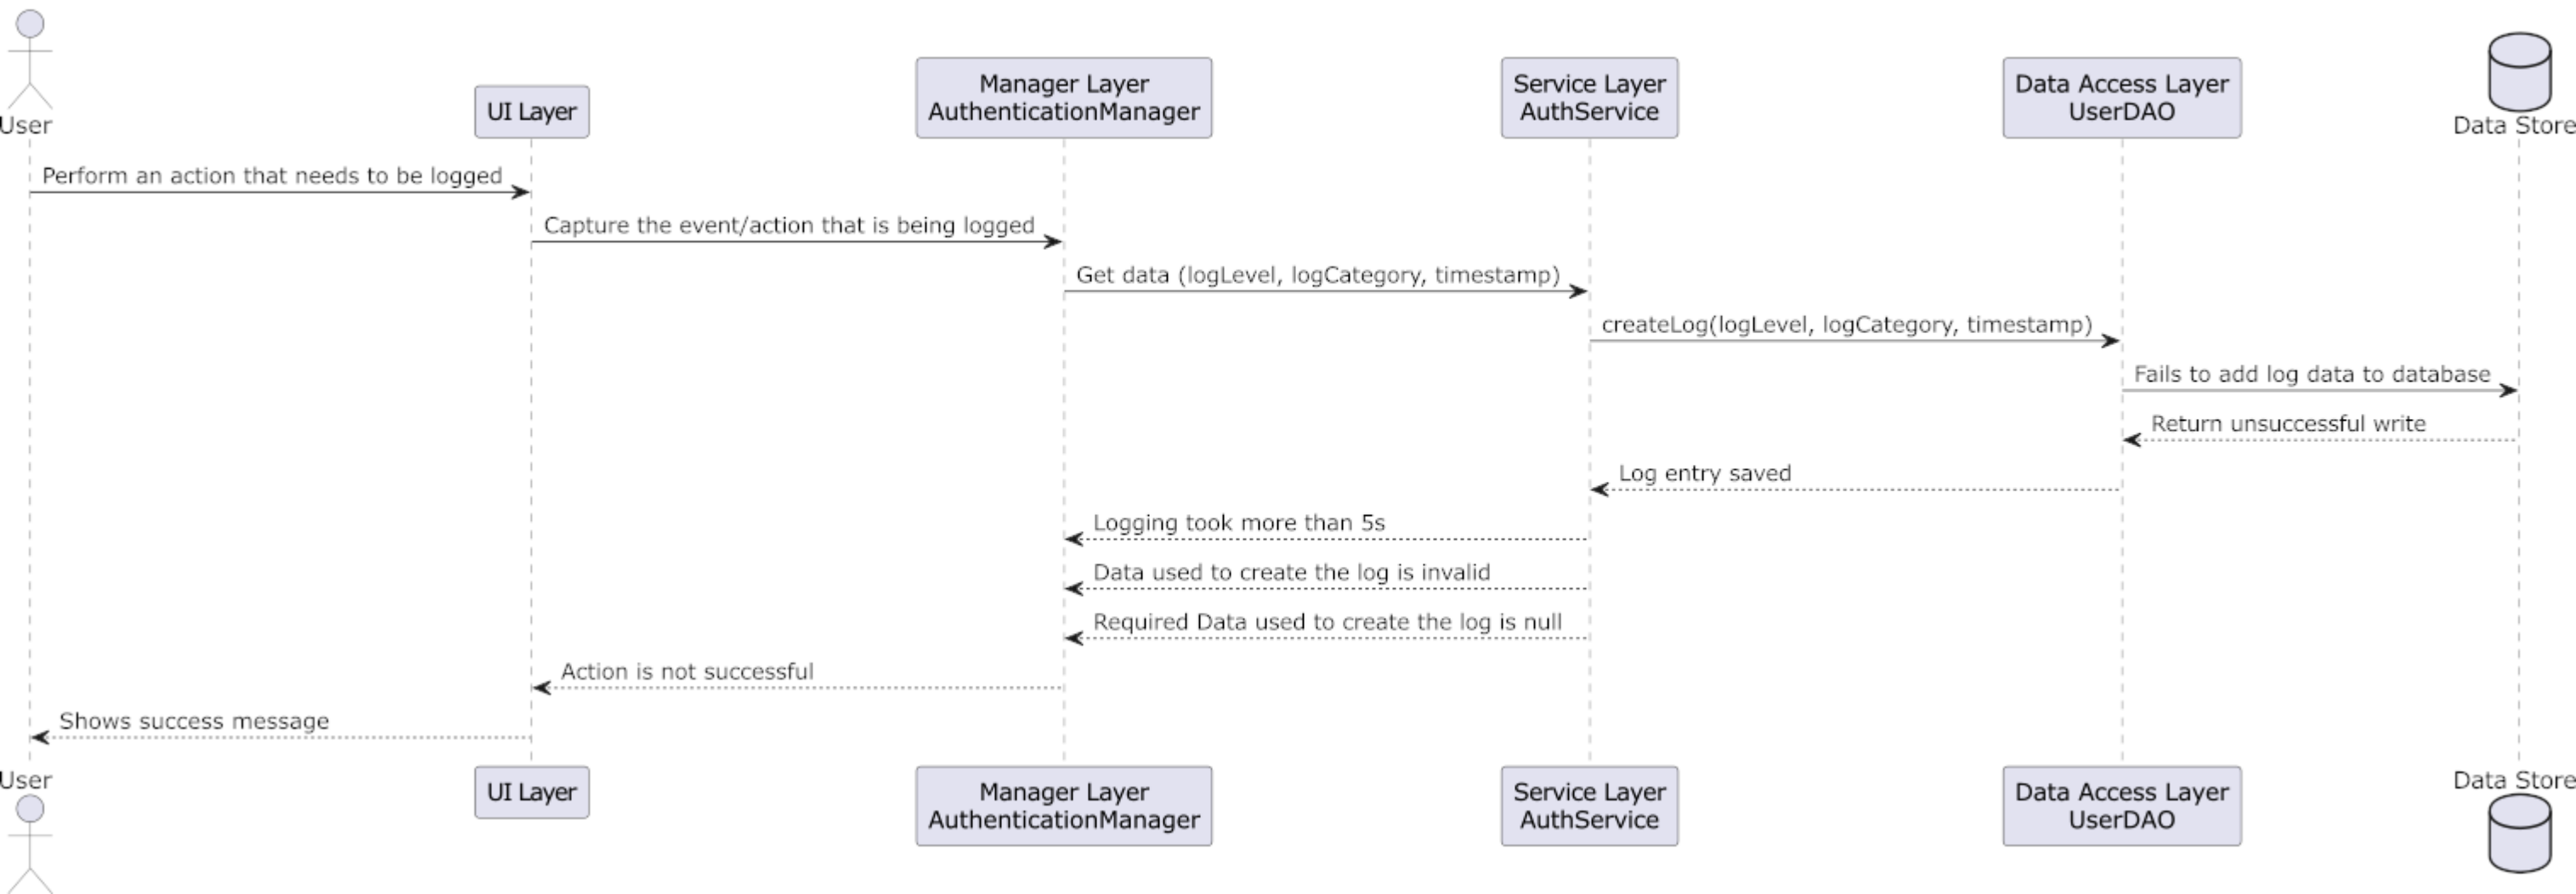 User
UI Layer
Manager Layer
AuthenticationManager
Service Layer
AuthService
Data Access Layer
UserDAO
Data Store
Perform an action that needs to be logged
Capture the event/action that is being logged
Get data (logLevel, logCategory, timestamp)
createLog(logLevel, logCategory, timestamp)
Fails to add log data to database
Return unsuccessful write
Log entry saved
Logging took more than 5s
Data used to create the log is invalid
Required Data used to create the log is null
Action is not successful
Shows success message
User
UI Layer
Manager Layer
AuthenticationManager
Service Layer
AuthService
Data Access Layer
UserDAO
Data Store